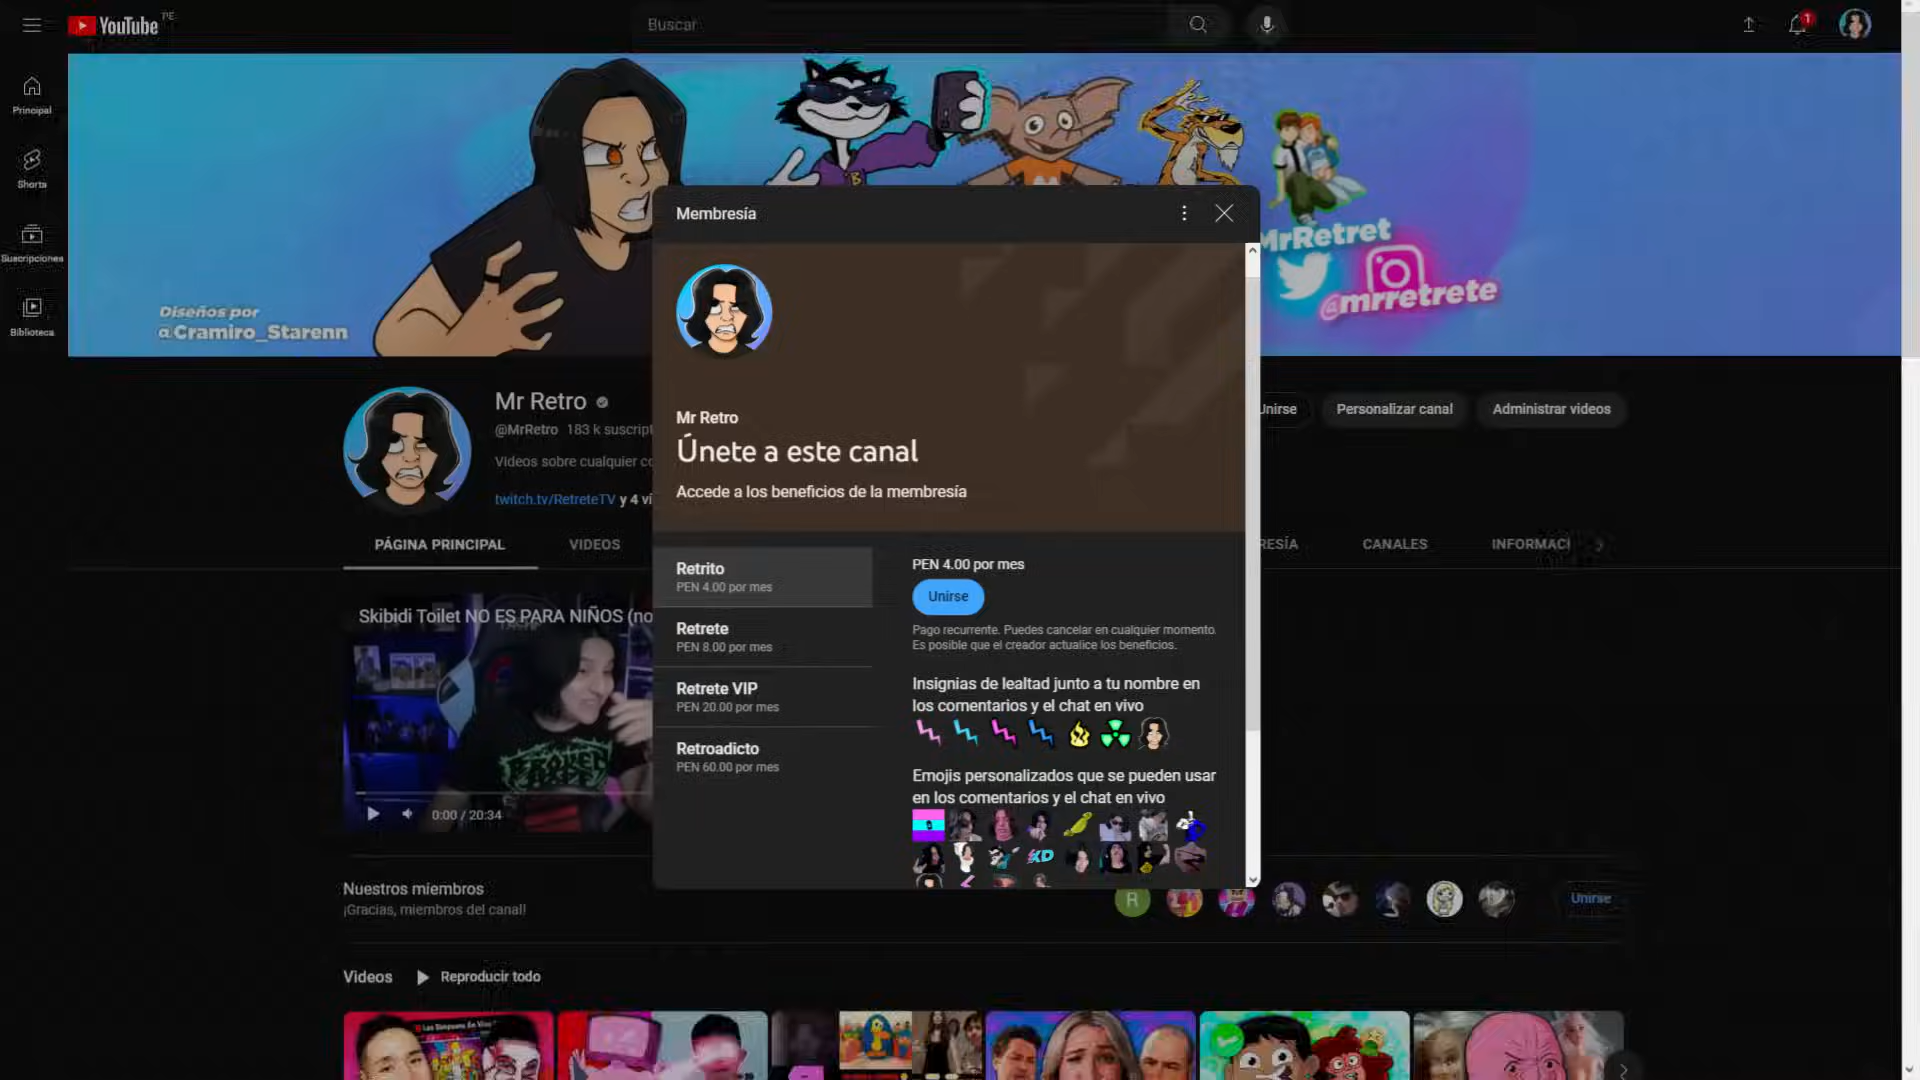 YouTube PE
Buscar
1
Principal
Shorts
Suscripciones
Biblioteca
Diseños por
@Cramiro_Starenn
MrRetret
@mrretrete
Mr Retro
@MrRetro 183 k suscript
Videos sobre cualquier co
twitch.tv/RetreteTV y 4 ví
Unirse
Personalizar canal
Administrar videos
PÁGINA PRINCIPAL
VIDEOS
RESÍA
CANALES
INFORMACI
Skibidi Toilet NO ES PARA NIÑOS (no
0:00 / 20:34
Membresía
Mr Retro
Únete a este canal
Accede a los beneficios de la membresía
Retrito
PEN 4.00 por mes
Retrete
PEN 8.00 por mes
Retrete VIP
PEN 20.00 por mes
Retroadicto
PEN 60.00 por mes
PEN 4.00 por mes
Unirse
Pago recurrente. Puedes cancelar en cualquier momento.
Es posible que el creador actualice los beneficios.
Insignias de lealtad junto a tu nombre en
los comentarios y el chat en vivo
Emojis personalizados que se pueden usar
en los comentarios y el chat en vivo
XD
Nuestros miembros
¡Gracias, miembros del canal!
R
Unirse
Videos
Reproducir todo
Los Simpsons En Vivo